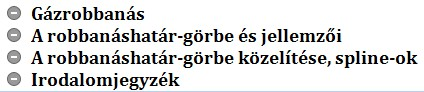 Gázrobbanás
A robbanáshatár-görbe és jellemzői
A robbanáshatár-görbe közelítése, spline-ok
Irodalomjegyzék